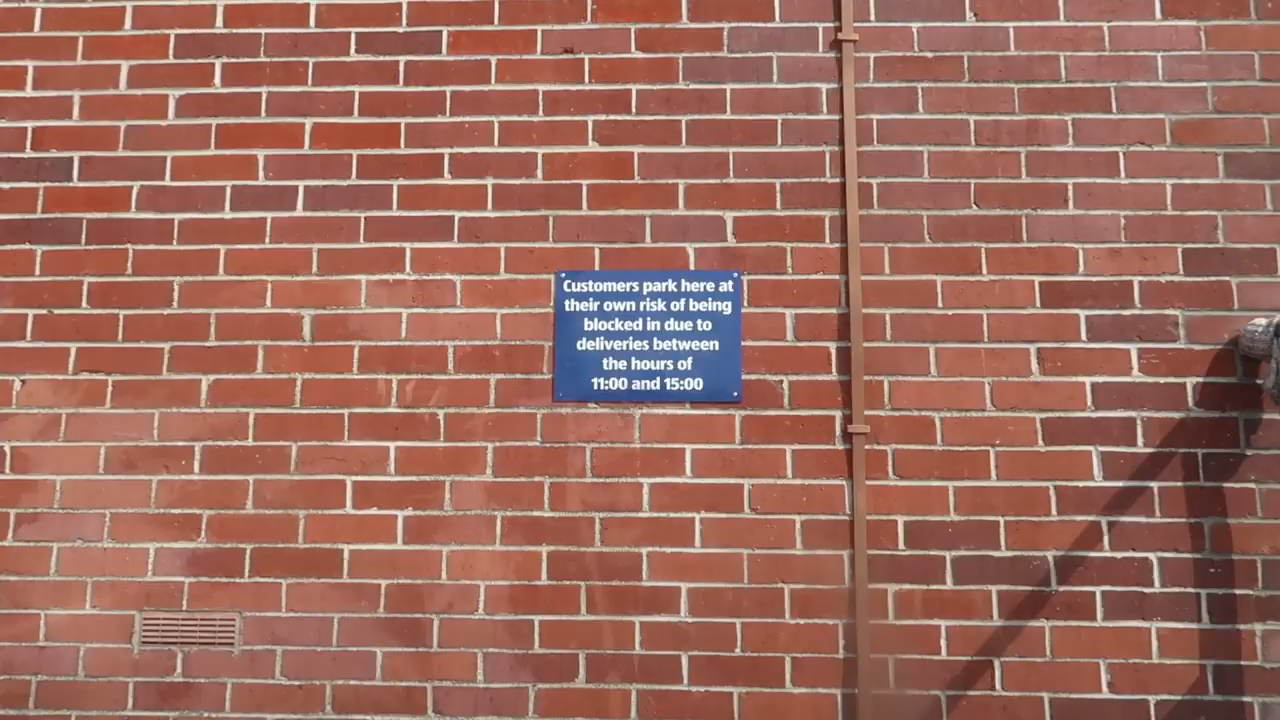 Customers park here at
their own risk of being
blocked in due to
deliveries between
the hours of
11:00 and 15:00